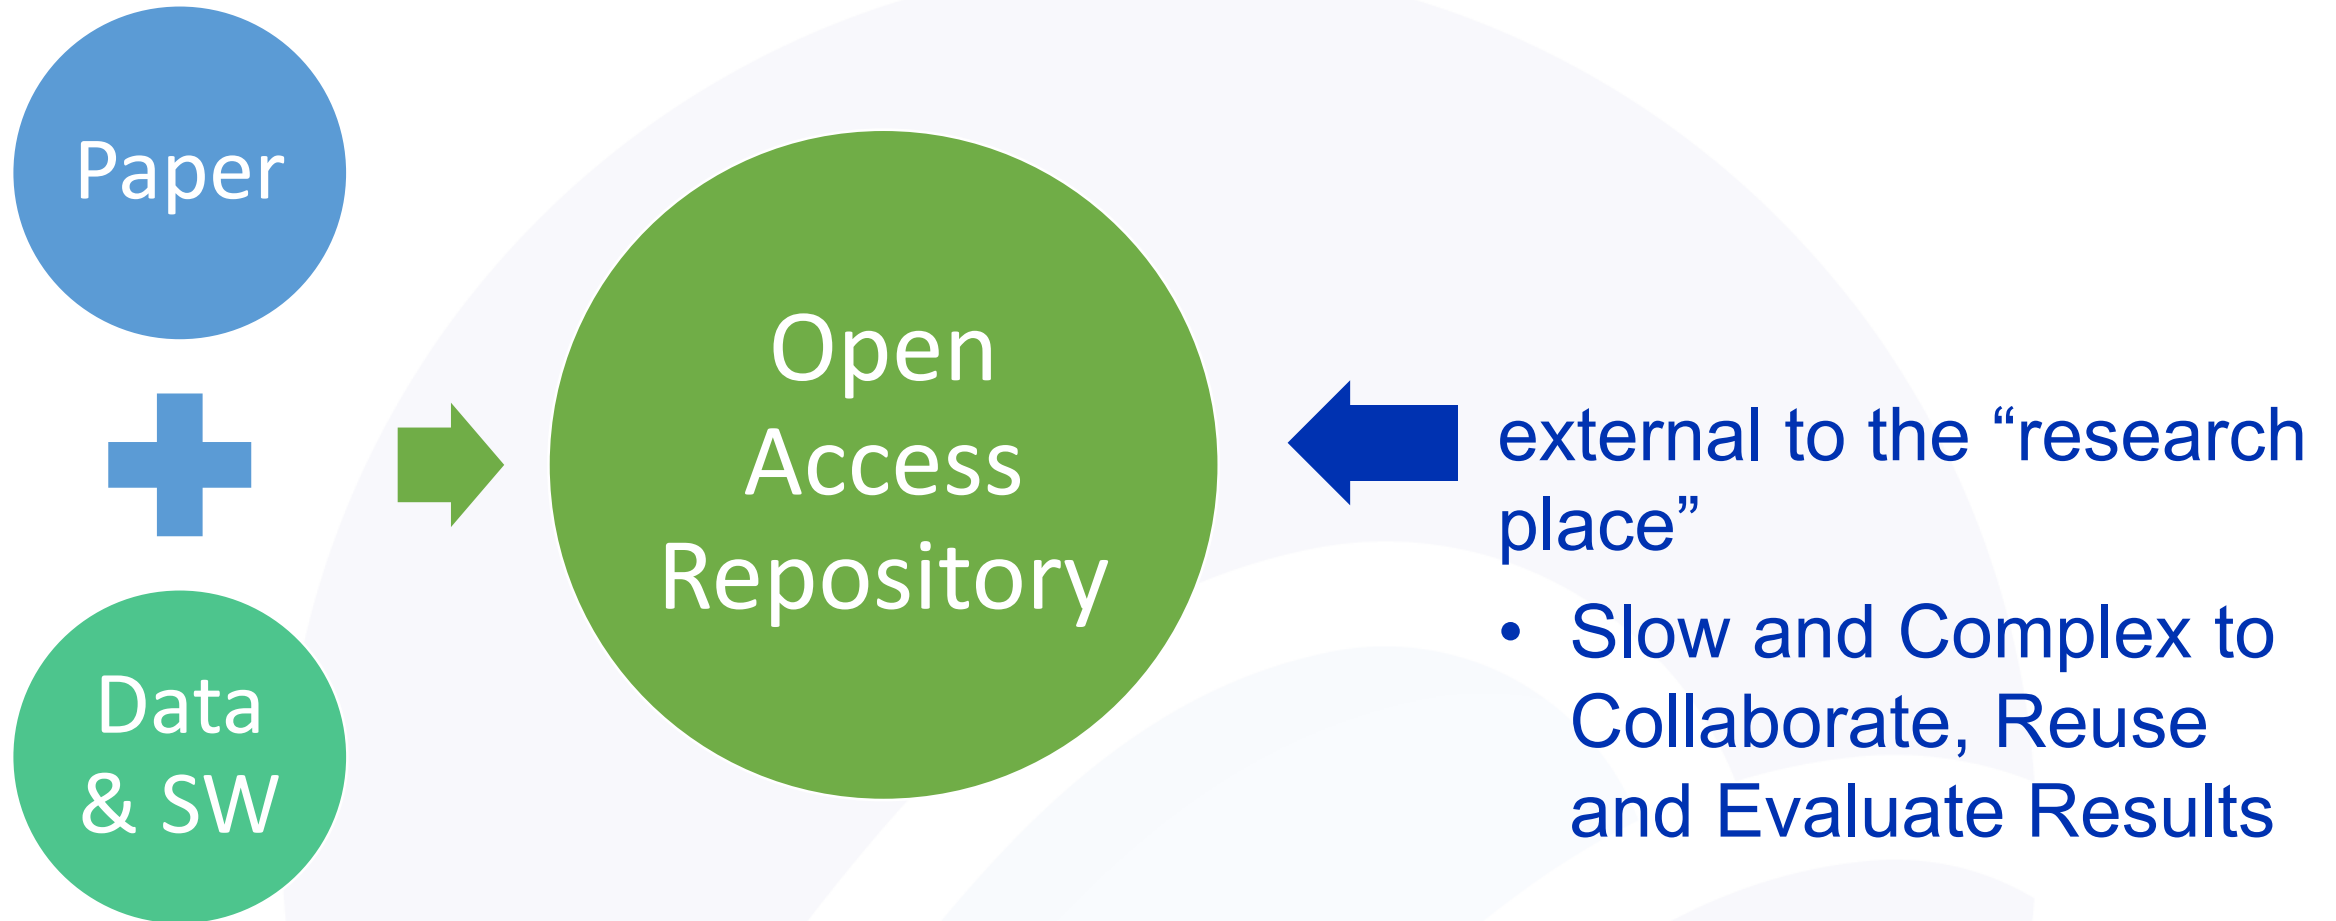 Paper
Data
& SW
Open
Access
Repository
external to the “research
place”
• Slow and Complex to
Collaborate, Reuse
and Evaluate Results